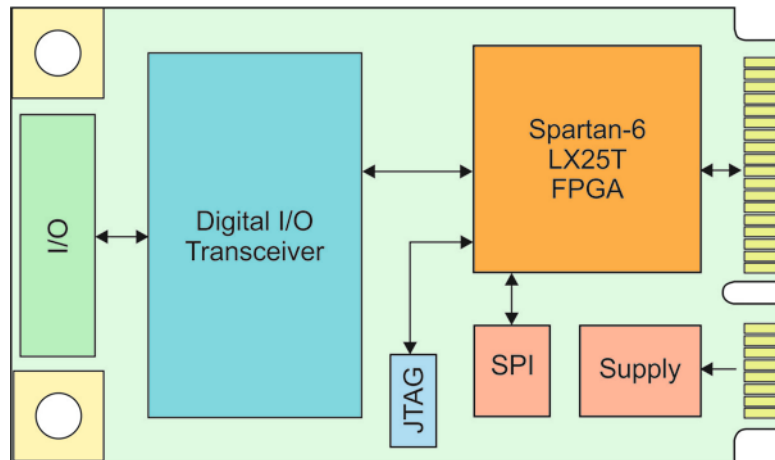 I/O
Digital I/O
Transceiver
Spartan-6
LX25T
FPGA
JTAG
SPI
Supply